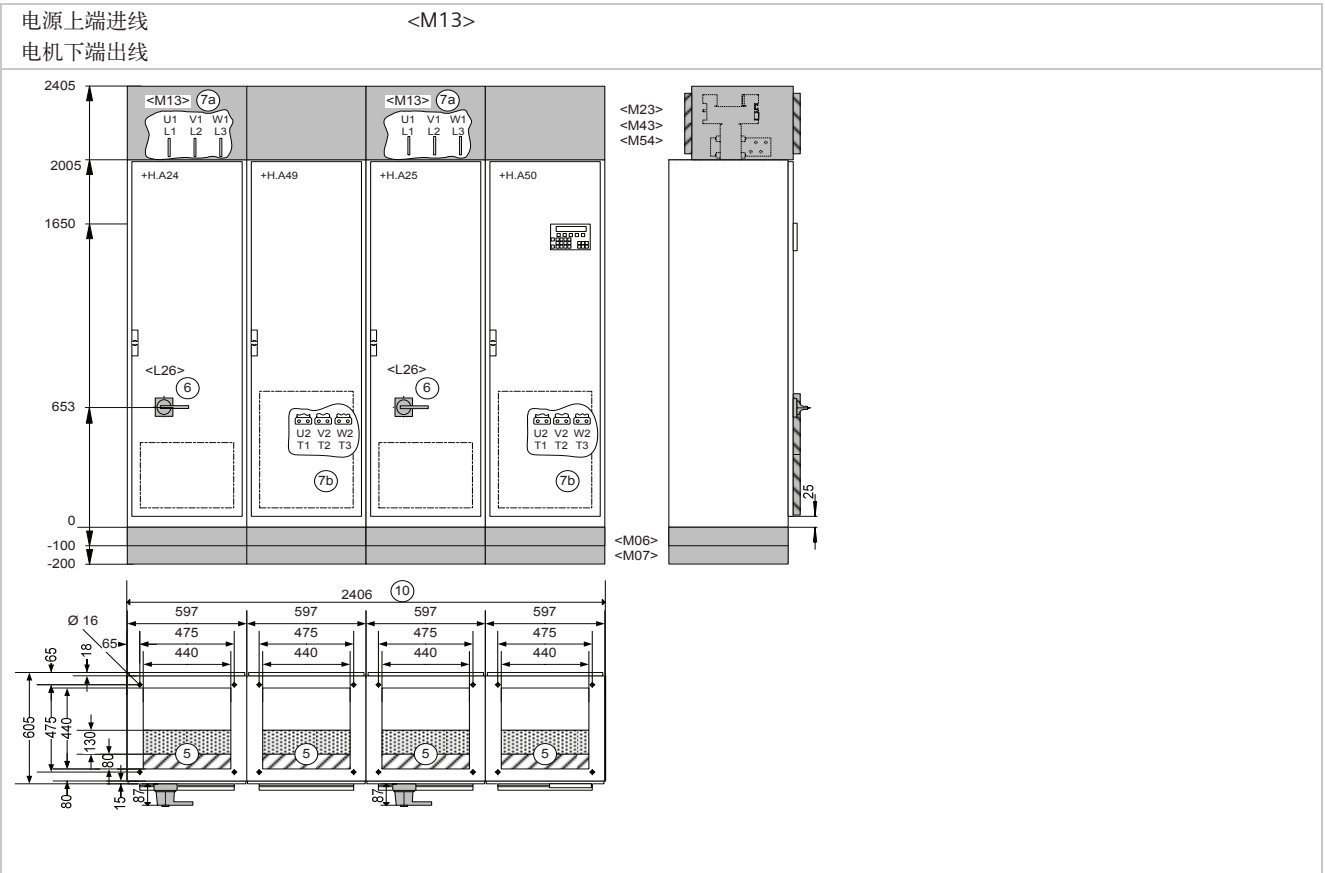 电源上端进线 <M13>
电机下端出线
2405
<M13> 7a <M13> 7a
U1 V1 W1 U1 V1 W1
L1 L2 L3 L1 L2 L3
<M23>
<M43>
<M54>
2005
+H.A24 +H.A49 +H.A25 +H.A50
1650
<L26> <L26>
6 6
653
U2 V2 W2 U2 V2 W2
T1 T2 T3 T1 T2 T3
7b 7b
25
0
-100 <M06>
-200 <M07>
2406 10
597 597 597 597
Ø 16
475 475 475 475
65 18 65
440 440 440 440
605 475 440 130 80
5 5 5 5
80 15 87 87